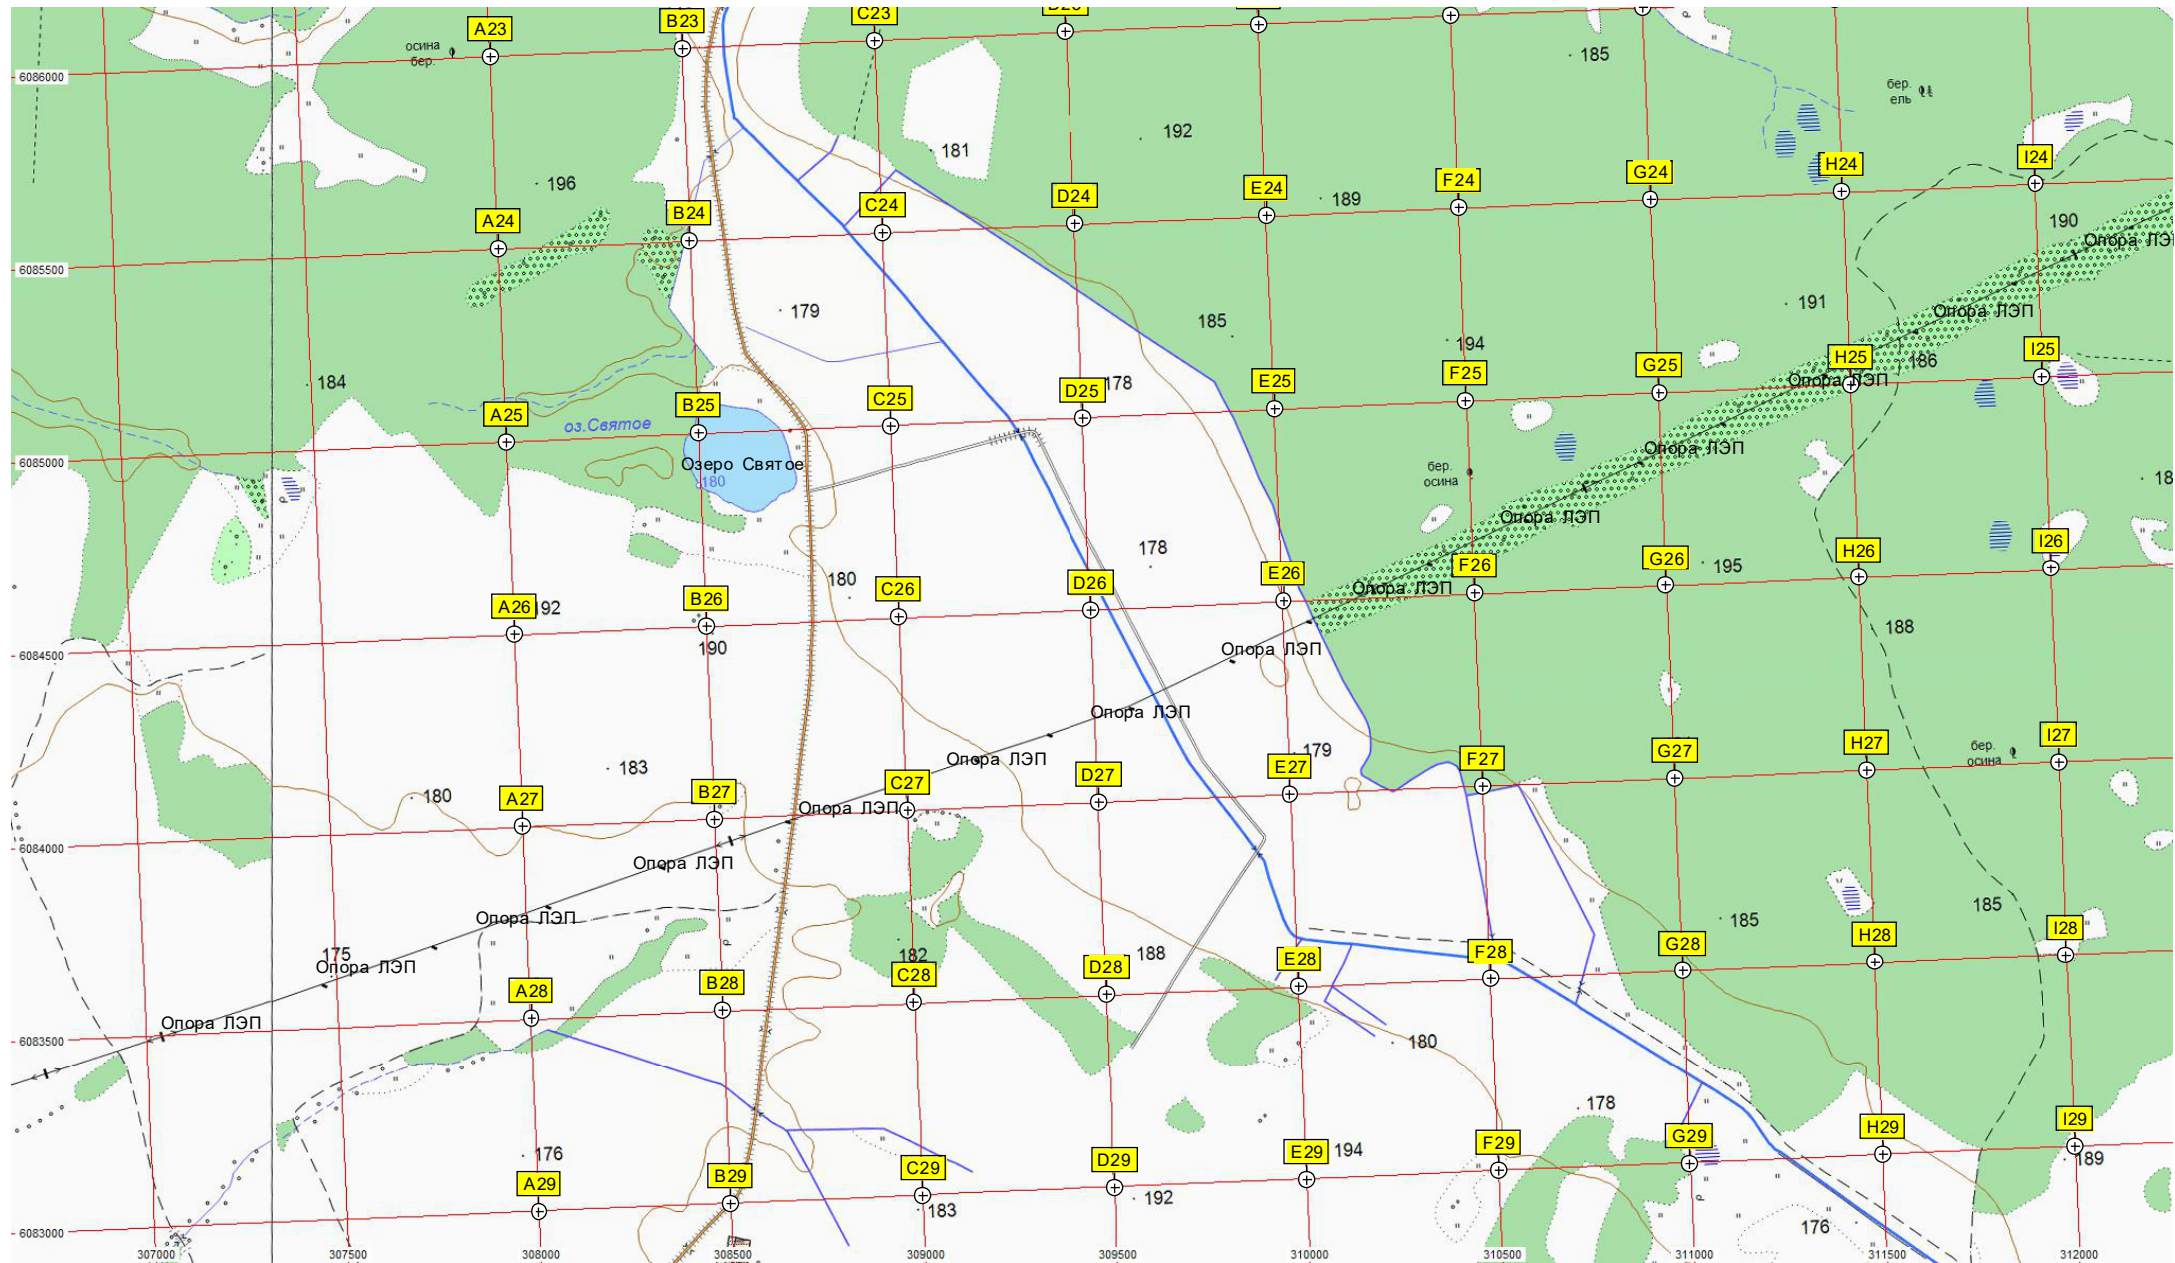 A23
B23
C23
осина
бер.
6086000
185
бер.
ель
192
181
196
I24
H24
G24
F24
E24
D24
C24
B24
A24
189
190
Опора ЛЭП
6085500
179
185
191
Опора ЛЭП
194
I25
H25
186
Опора ЛЭП
G25
F25
E25
D25
178
C25
B25
A25
184
оз.Святое
6085000
Озеро Святое
180
Опора ЛЭП
бер.
осина
Опора ЛЭП
178
I26
H26
G26
195
F26
E26
D26
C26
B26
A26
192
180
Опора ЛЭП
188
190
6084500
Опора ЛЭП
Опора ЛЭП
I27
H27
G27
F27
E27
179
D27
C27
B27
A27
бер.
осина
Опора ЛЭП
183
180
Опора ЛЭП
6084000
Опора ЛЭП
Опора ЛЭП
185
185
I28
H28
G28
F28
E28
D28
188
182
C28
B28
A28
175
Опора ЛЭП
Опора ЛЭП
6083500
180
178
I29
H29
G29
F29
E29
194
D29
C29
B29
A29
176
189
192
183
176
6083000
307000
307500
308000
308500
309000
309500
310000
310500
311000
311500
312000